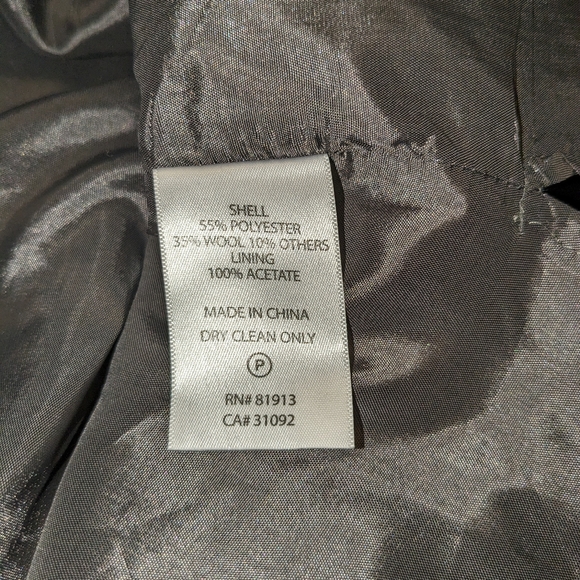 SHELL
55% POLYESTER
35% WOOL 10% OTHERS
LINING
100% ACETATE
MADE IN CHINA
DRY CLEAN ONLY
P
RN# 81913
CA# 31092